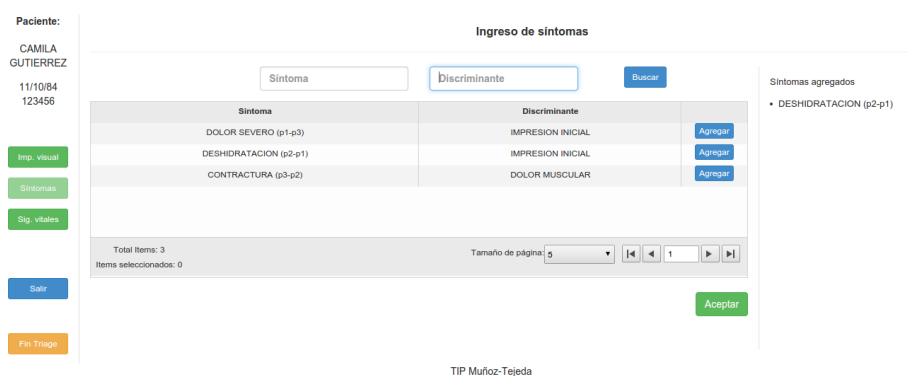 Paciente:
CAMILA
GUTIERREZ
11/10/84
123456
Imp. visual
Síntomas
Sig. vitales
Salir
Fin Triage
Ingreso de síntomas
Síntoma Discriminante Buscar
Síntoma Discriminante
DOLOR SEVERO (p1-p3) IMPRESION INICIAL Agregar
DESHIDRATACION (p2-p1) IMPRESION INICIAL Agregar
CONTRACTURA (p3-p2) DOLOR MUSCULAR Agregar
Total Items: 3
Items seleccionados: 0
Tamaño de página: 5 1
Aceptar
Síntomas agregados
• DESHIDRATACION (p2-p1)
TIP Muñoz-Tejeda